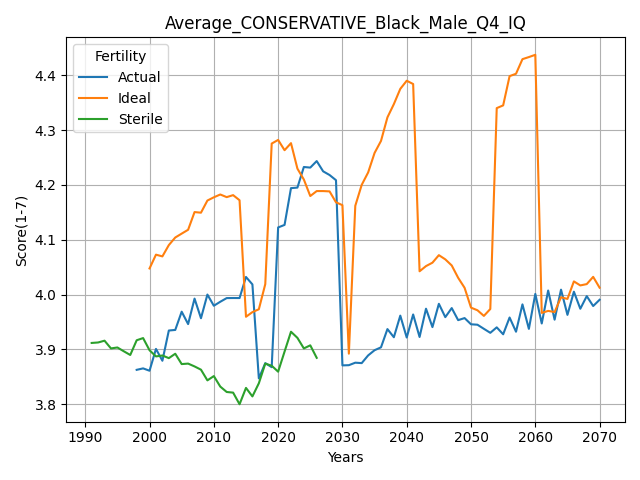 Average_CONSERVATIVE_Black_Male_Q4_IQ
Fertility
Actual
Ideal
Sterile
Score(1-7)
4.4
4.3
4.2
4.1
4.0
3.9
3.8
1990 2000 2010 2020 2030 2040 2050 2060 2070
Years